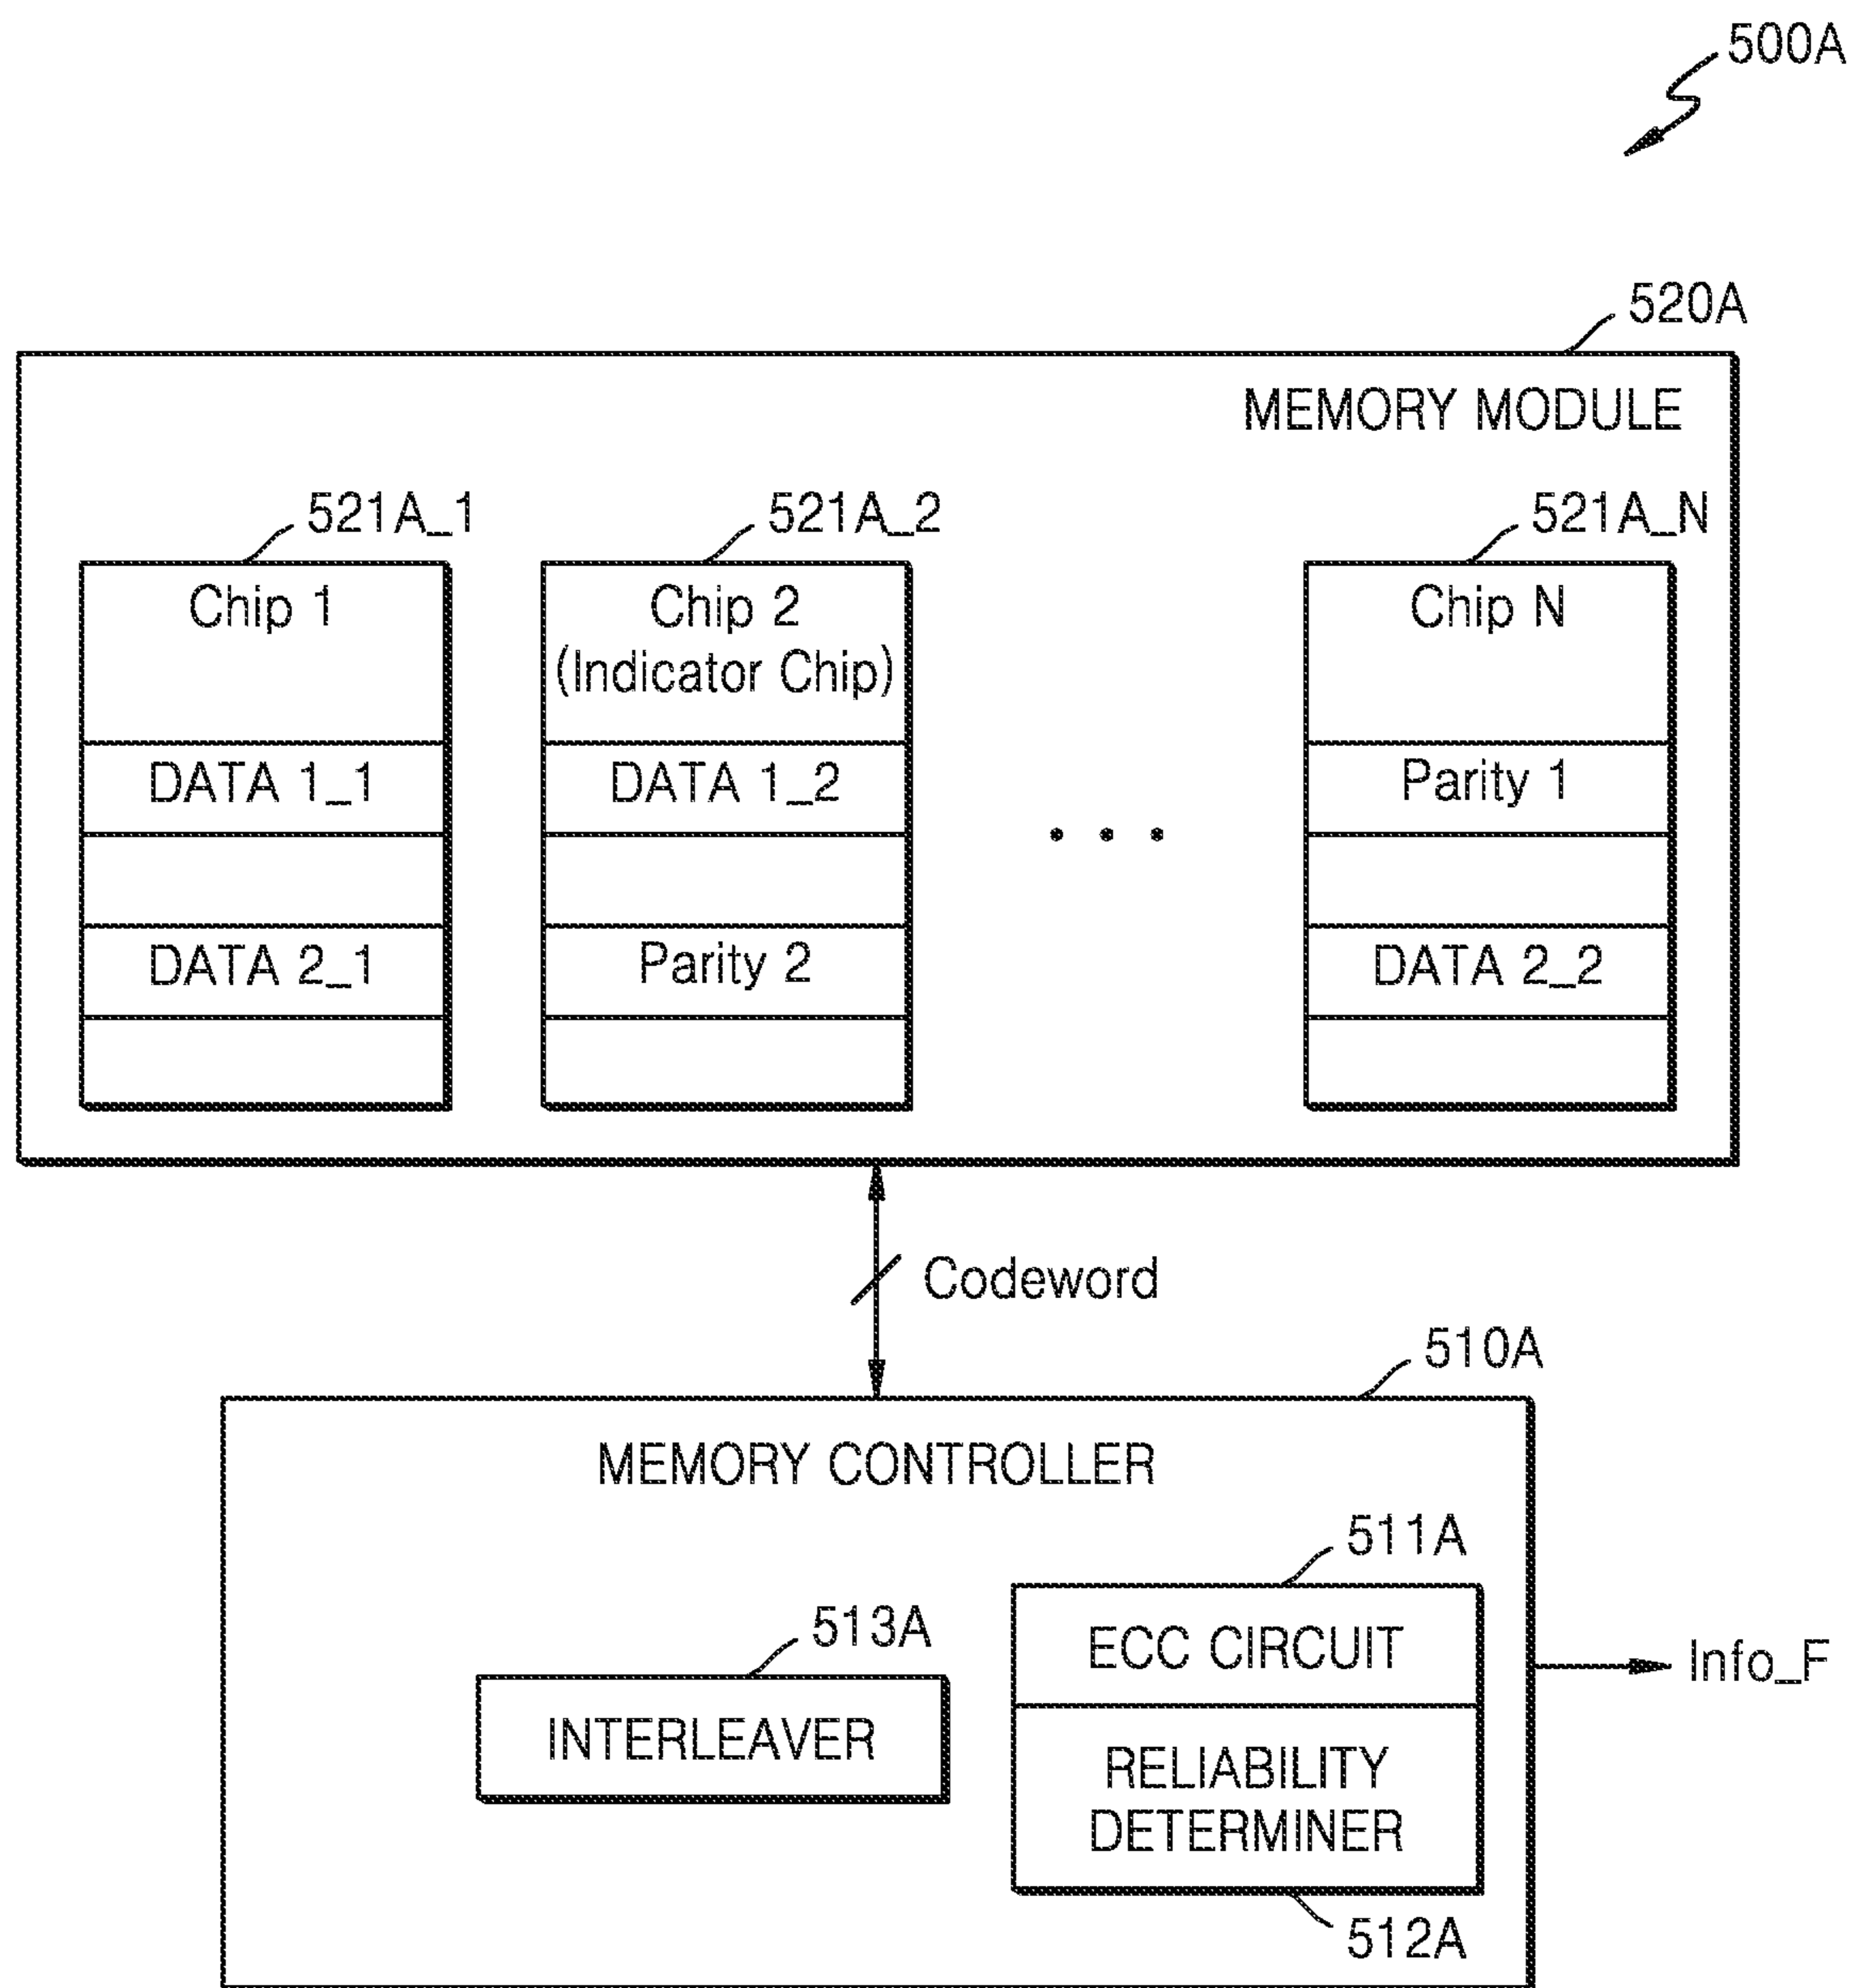 500A
520A
MEMORY MODULE
521A_1
521A_2
521A_N
Chip 1
Chip 2
(Indicator Chip)
Chip N
DATA 1_1
DATA 1_2
Parity 1
. . .
DATA 2_1
Parity 2
DATA 2_2
Codeword
510A
MEMORY CONTROLLER
511A
513A
ECC CIRCUIT
Info_F
INTERLEAVER
RELIABILITY
DETERMINER
512A